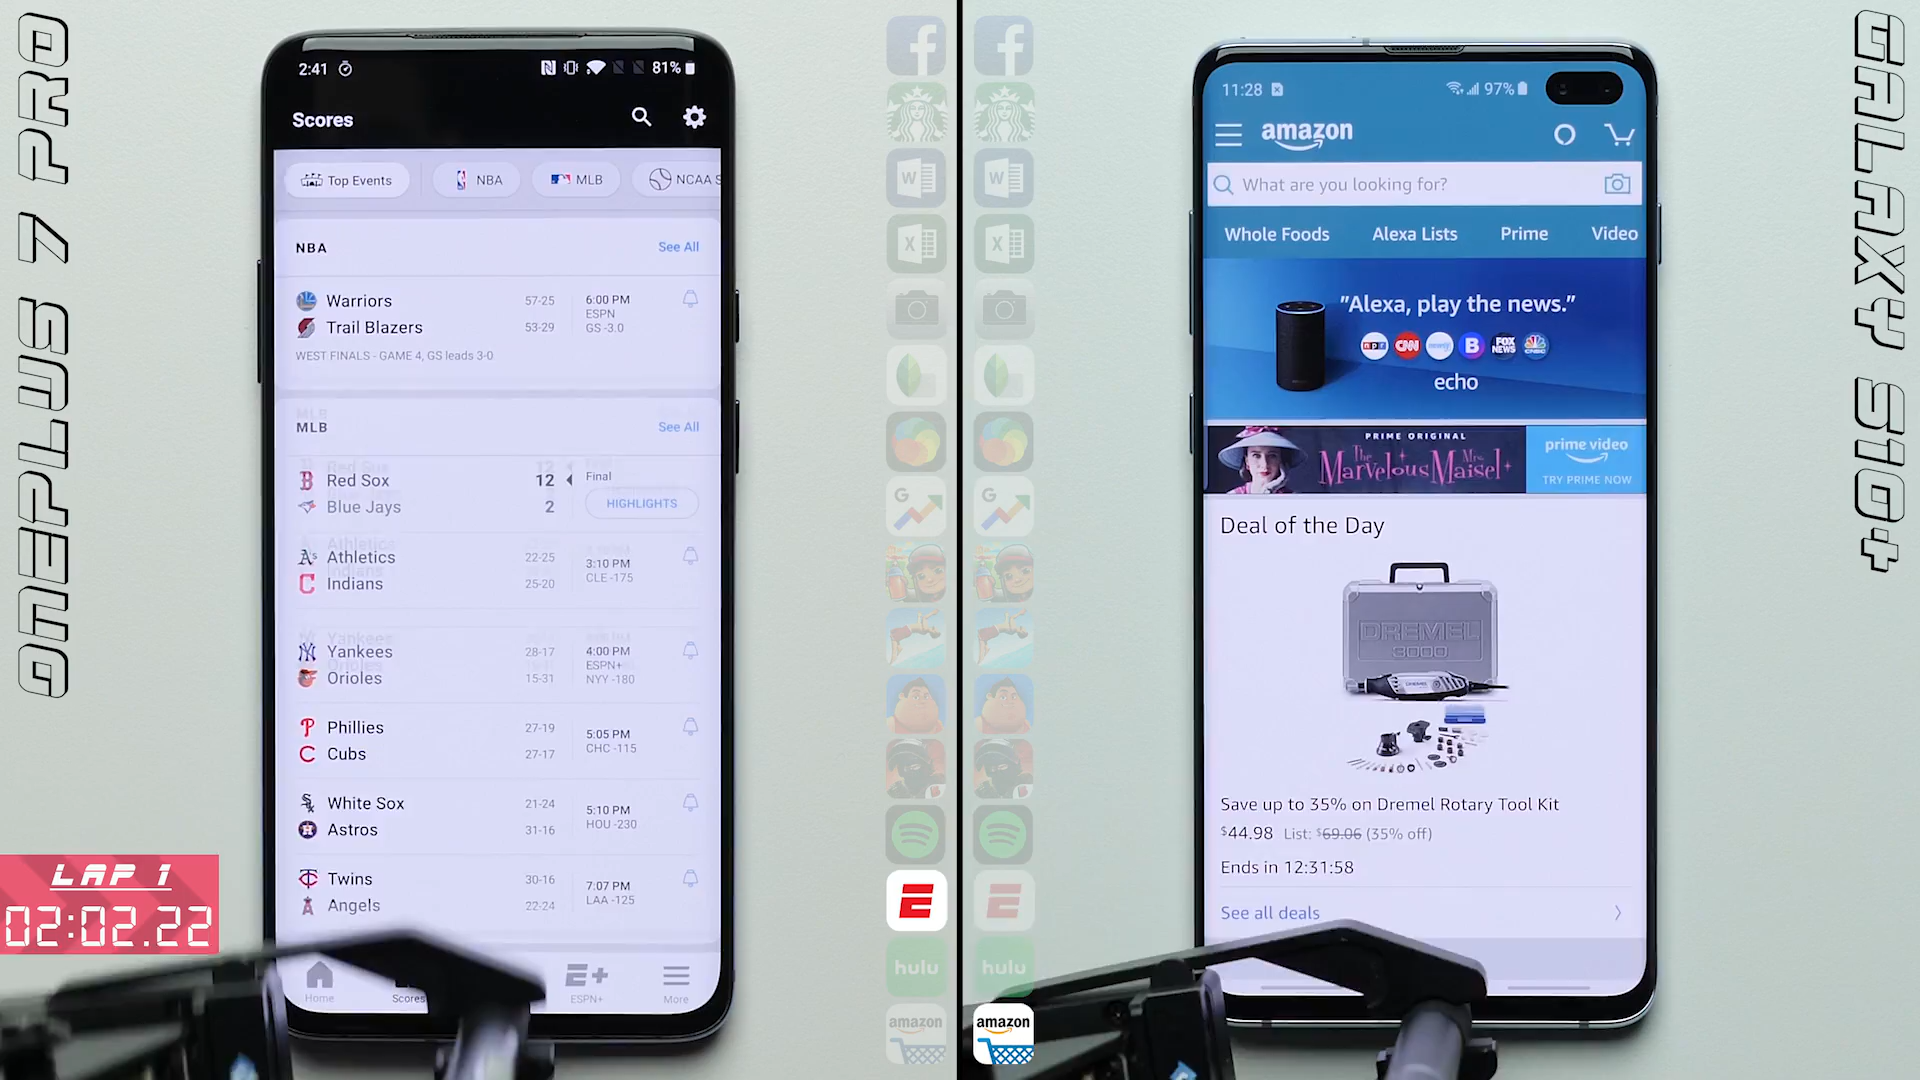 ONEPLUS 7 PRO
2:41
81%
Scores
Top Events
NBA
MLB
NCAA S
NBA
See All
Warriors
57-25
6:00 PM
Trail Blazers
53-29
ESPN
GS -3.0
WEST FINALS - GAME 4, GS leads 3-0
MLB
See All
Red Sox
12
Final
Blue Jays
2
HIGHLIGHTS
Athletics
22-25
3:10 PM
Indians
25-20
CLE -175
Yankees
28-17
4:00 PM
Orioles
15-31
ESPN+
NYY -180
Phillies
27-19
5:05 PM
Cubs
27-17
CHC -115
White Sox
21-24
5:10 PM
Astros
31-16
HOU -230
Twins
30-16
7:07 PM
Angels
22-24
LAA -125
Home
Scores
E+
ESPN+
More
LAP 1
02:02.22
hulu
amazon
hulu
amazon
GALAXY S10+
11:28
97%
amazon
What are you looking for?
Whole Foods
Alexa Lists
Prime
Video
"Alexa, play the news."
npr
CNN
B
FOX NEWS
CNBC
echo
PRIME ORIGINAL
The Marvelous Mrs. Maisel
prime video
TRY PRIME NOW
Deal of the Day
DREMEL
3000
DREMEL
Save up to 35% on Dremel Rotary Tool Kit
$44.98 List: $69.06 (35% off)
Ends in 12:31:58
See all deals